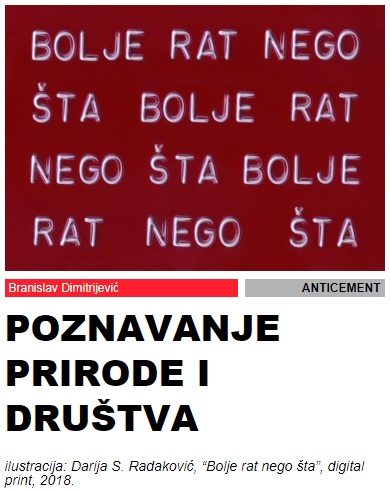 BOLJE RAT NEGO
ŠTA BOLJE RAT
NEGO ŠTA BOLJE
RAT NEGO ŠTA
Branislav Dimitrijević
ANTICEMENT
POZNAVANJE
PRIRODE I
DRUŠTVA
ilustracija: Darija S. Radaković, “Bolje rat nego šta”, digital
print, 2018.